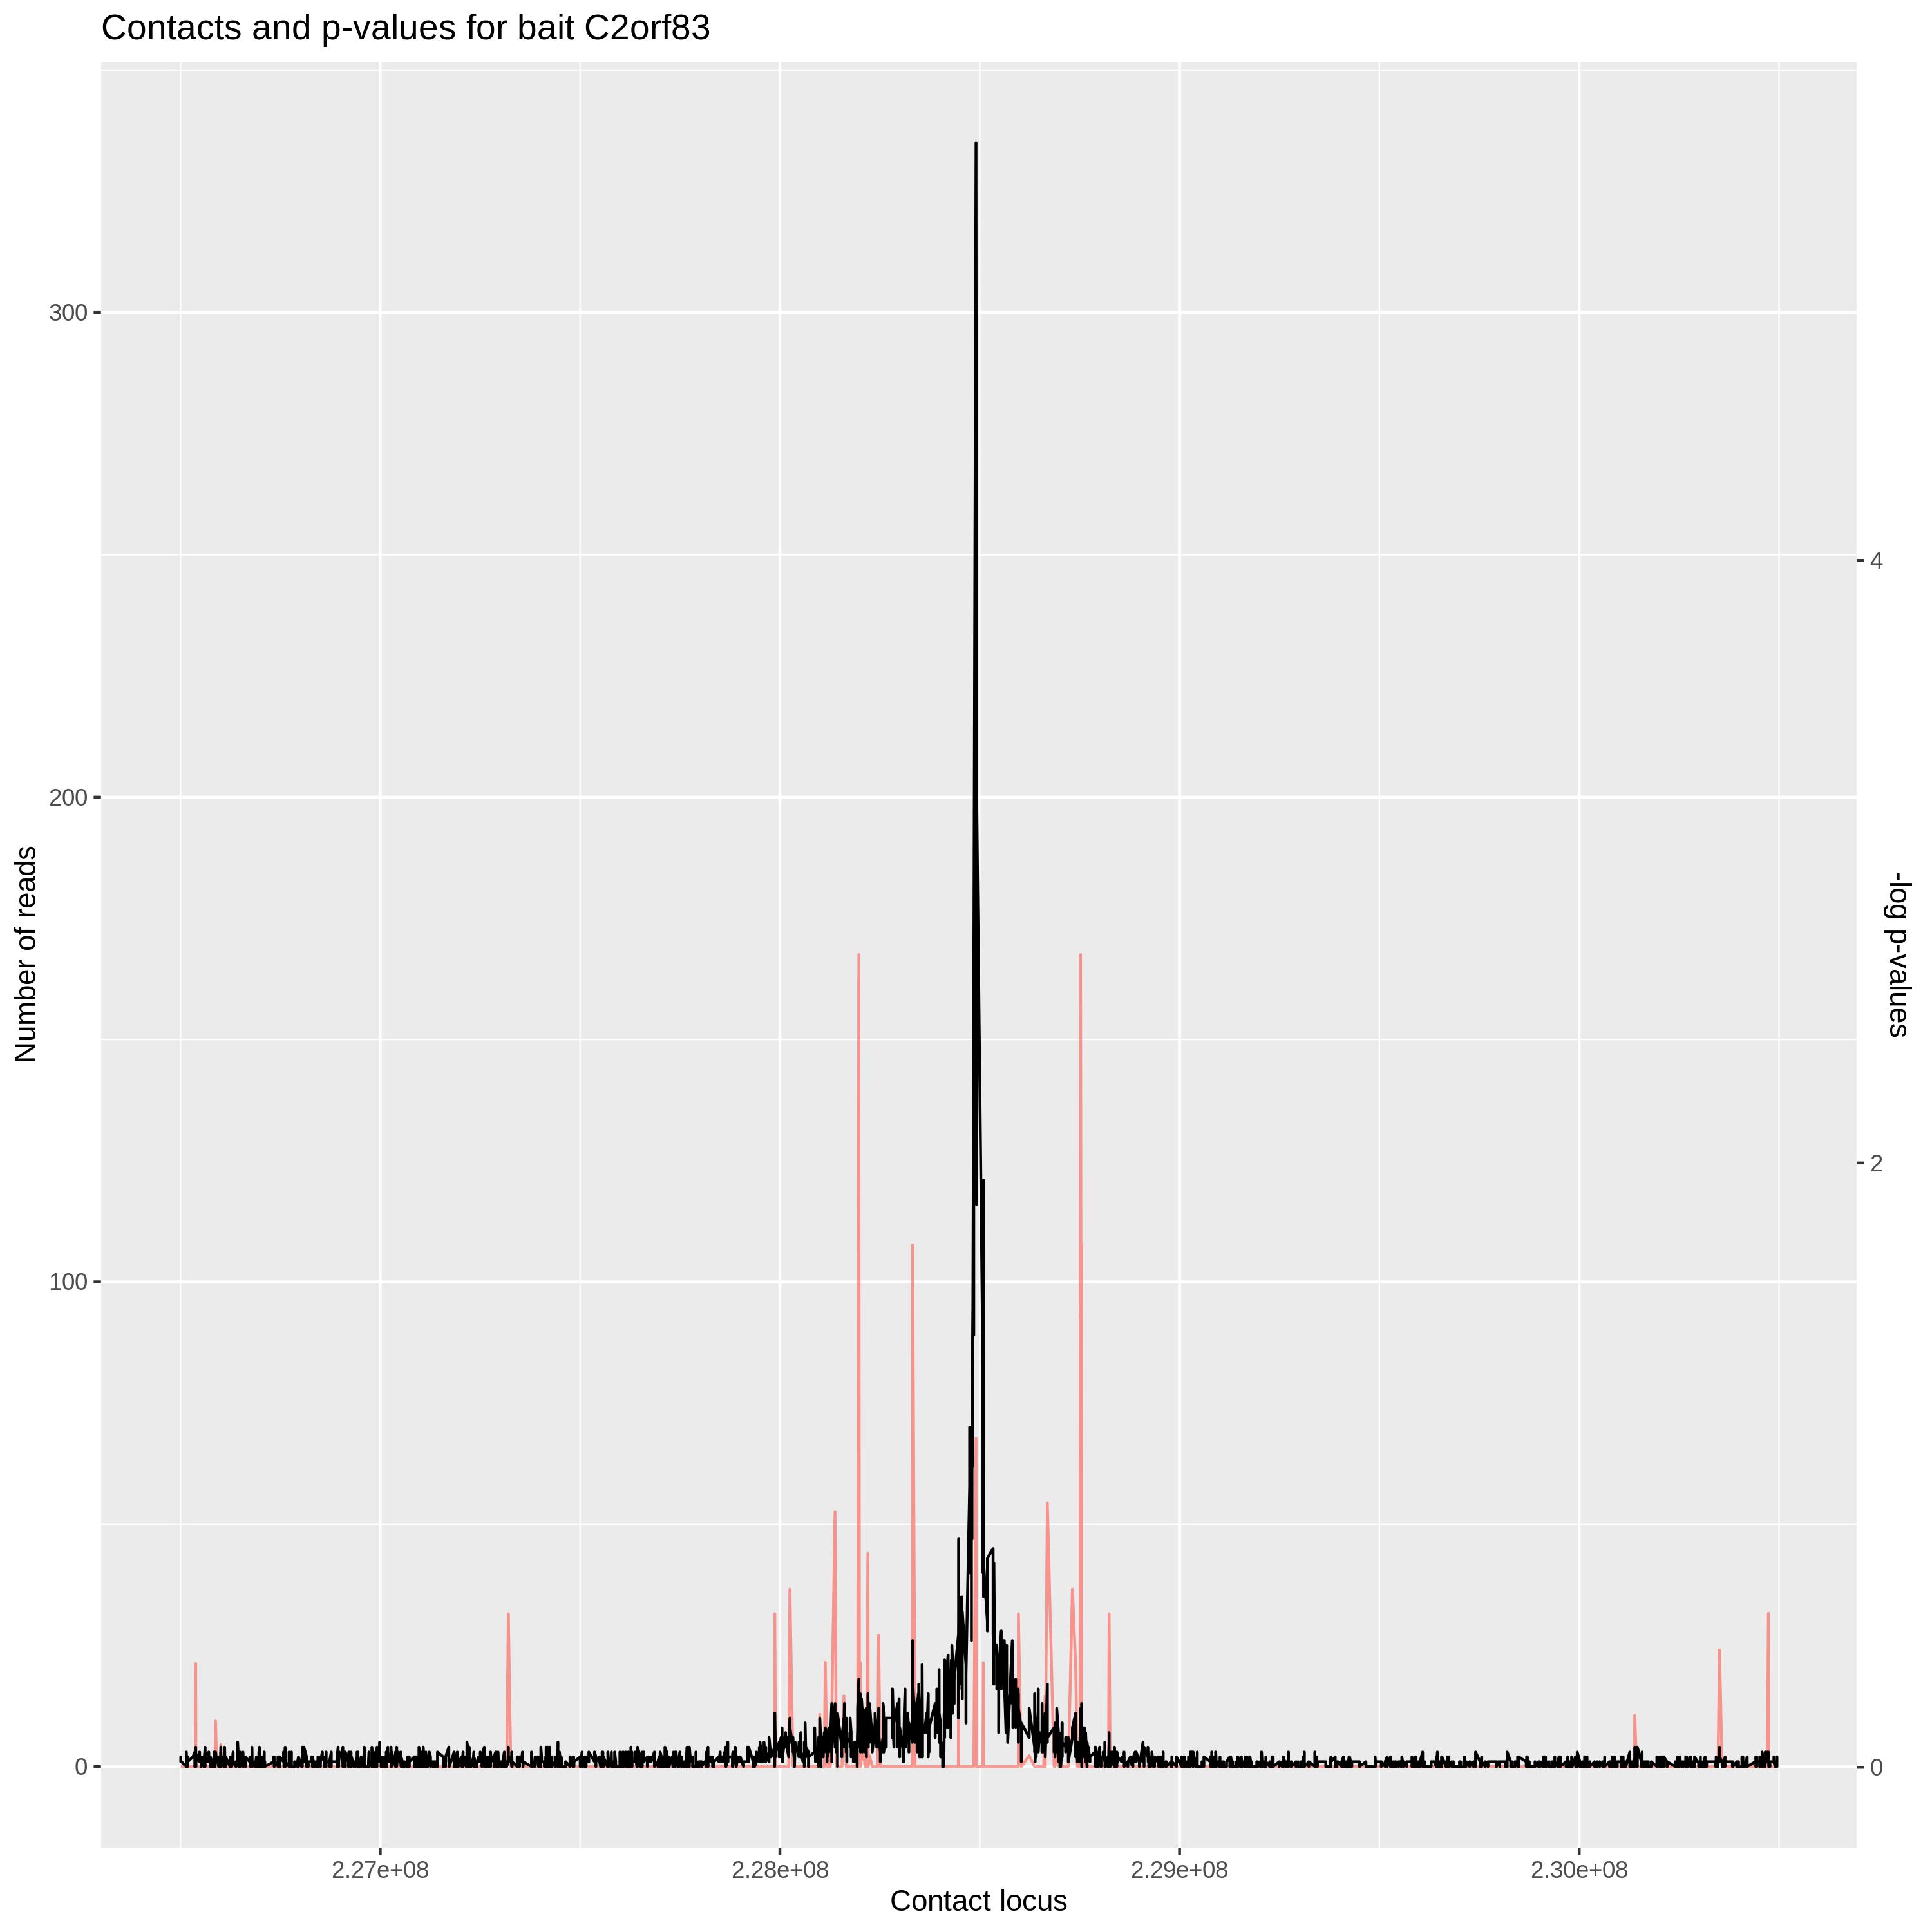 Contacts and p-values for bait C2orf83
300
200
100
0
Number of reads
4
2
0
-log p-values
2.27e+08
2.28e+08
2.29e+08
2.30e+08
Contact locus